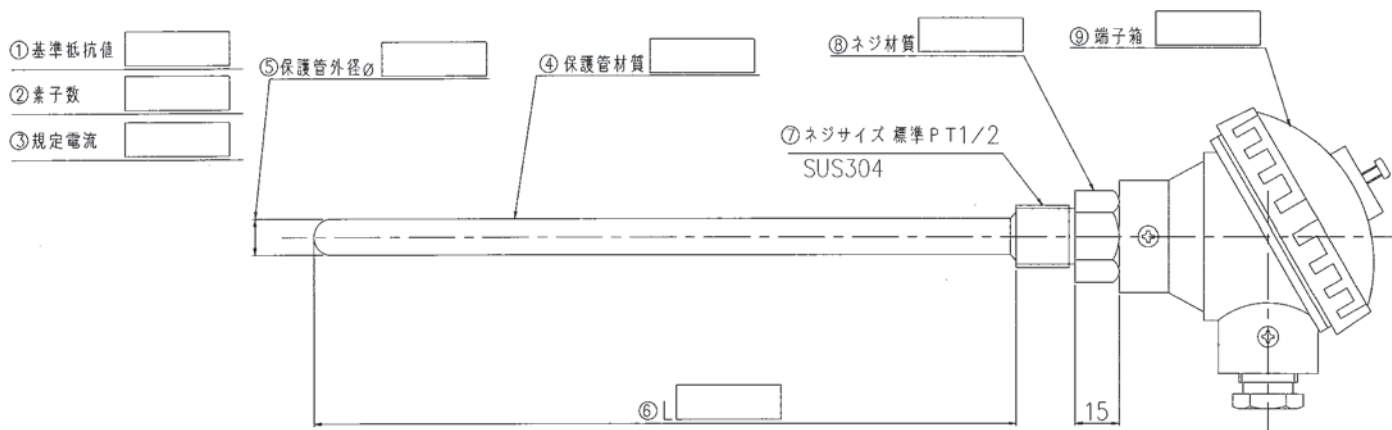 ①基準抵抗値
②素子数
③規定電流
⑤保護管外径ø
④保護管材質
⑧ネジ材質
⑨端子箱
⑦ネジサイズ 標準PT1/2
SUS304
⑥L
15